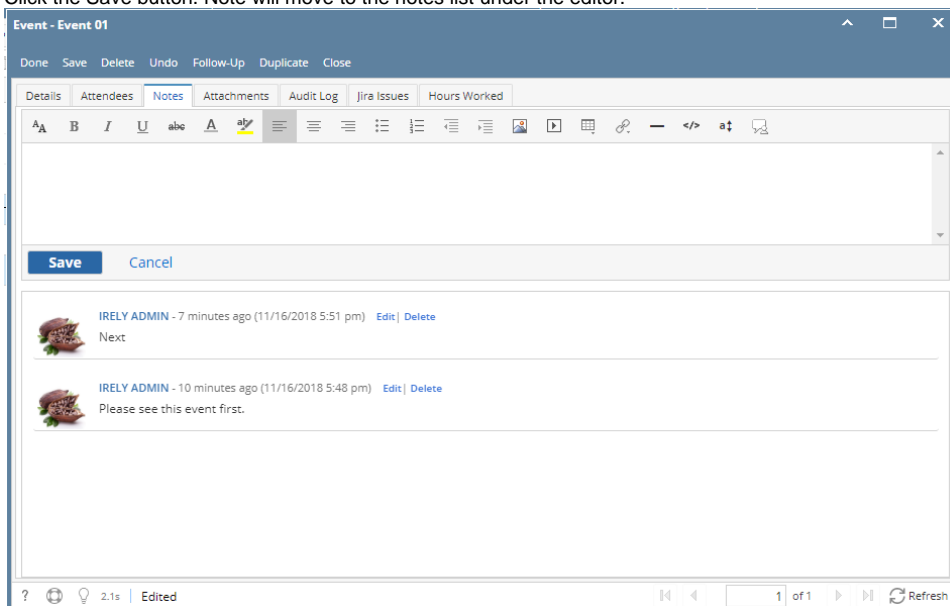 Click the Save button. Note will move to the notes list under the editor.
Event - Event 01
Done Save Delete Undo Follow-Up Duplicate Close
Details Attendees Notes Attachments Audit Log Jira Issues Hours Worked
AA B I U abc A ab </> a
Save Cancel
IRELY ADMIN - 7 minutes ago (11/16/2018 5:51 pm) Edit| Delete
Next
IRELY ADMIN - 10 minutes ago (11/16/2018 5:48 pm) Edit| Delete
Please see this event first.
? 2.1s Edited 1 of 1 Refresh